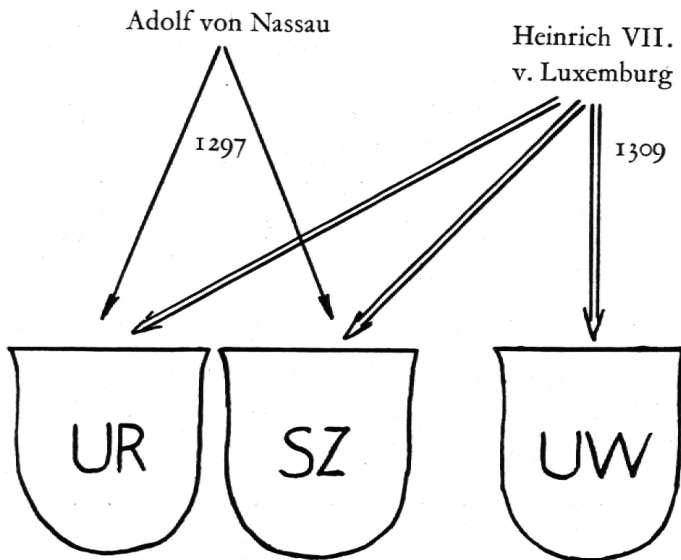 Adolf von Nassau
Heinrich VII.
v. Luxemburg
1297
1309
UR
SZ
UW